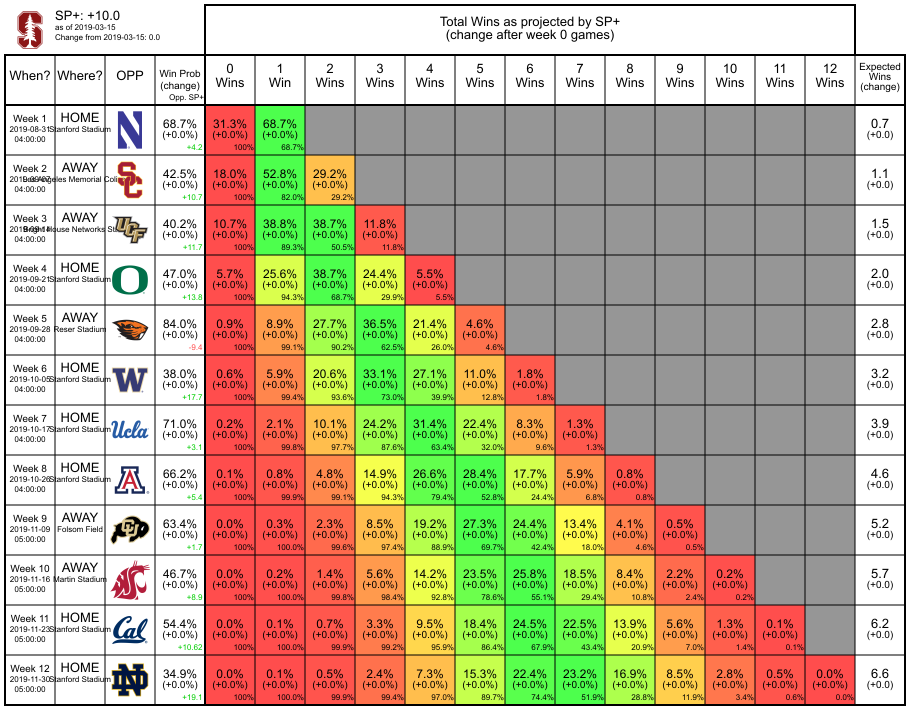 SP+: +10.0
as of 2019-03-15
Change from 2019-03-15: 0.0
Total Wins as projected by SP+
(change after week 0 games)
When? Where? OPP Win Prob (change) Opp. SP+ 0 Wins 1 Win 2 Wins 3 Wins 4 Wins 5 Wins 6 Wins 7 Wins 8 Wins 9 Wins 10 Wins 11 Wins 12 Wins Expected Wins (change)
Week 1 HOME 68.7% 31.3% 68.7% 0.7
2019-08-31 Stanford Stadium N (+0.0%) (+0.0%) (+0.0%) (+0.0)
04:00:00 +4.2 100% 68.7%
Week 2 AWAY 42.5% 18.0% 52.8% 29.2% 1.1
Angeles Memorial SC (+0.0%) (+0.0%) (+0.0%) (+0.0%) (+0.0)
04:00:00 +10.7 100% 82.0% 29.2%
Week 3 AWAY 40.2% 10.7% 38.8% 38.7% 11.8% 1.5
House Networks UCF (+0.0%) (+0.0%) (+0.0%) (+0.0%) (+0.0%) (+0.0)
04:00:00 +11.7 100% 89.3% 50.5% 11.8%
Week 4 HOME 47.0% 5.7% 25.6% 38.7% 24.4% 5.5% 2.0
2019-09-21 Stanford Stadium O (+0.0%) (+0.0%) (+0.0%) (+0.0%) (+0.0%) (+0.0%) (+0.0)
04:00:00 +13.8 100% 94.3% 68.7% 29.9% 5.5%
Week 5 AWAY 84.0% 0.9% 8.9% 27.7% 36.5% 21.4% 4.6% 2.8
2019-09-28 Reser Stadium (+0.0%) (+0.0%) (+0.0%) (+0.0%) (+0.0%) (+0.0%) (+0.0%) (+0.0)
04:00:00 -9.4 100% 99.1% 90.2% 62.5% 26.0% 4.6%
Week 6 HOME 38.0% 0.6% 5.9% 20.6% 33.1% 27.1% 11.0% 1.8% 3.2
2019-10-05 Stanford Stadium W (+0.0%) (+0.0%) (+0.0%) (+0.0%) (+0.0%) (+0.0%) (+0.0%) (+0.0%) (+0.0)
04:00:00 +17.7 100% 99.4% 93.6% 73.0% 39.9% 12.8% 1.8%
Week 7 HOME 71.0% 0.2% 2.1% 10.1% 24.2% 31.4% 22.4% 8.3% 1.3% 3.9
2019-10-17 Stanford Stadium Ucla (+0.0%) (+0.0%) (+0.0%) (+0.0%) (+0.0%) (+0.0%) (+0.0%) (+0.0%) (+0.0%) (+0.0)
04:00:00 +3.1 100% 99.8% 97.7% 87.6% 63.4% 32.0% 9.6% 1.3%
Week 8 HOME 66.2% 0.1% 0.8% 4.8% 14.9% 26.6% 28.4% 17.7% 5.9% 0.8% 4.6
2019-10-26 Stanford Stadium A (+0.0%) (+0.0%) (+0.0%) (+0.0%) (+0.0%) (+0.0%) (+0.0%) (+0.0%) (+0.0%) (+0.0%) (+0.0)
04:00:00 +5.4 100% 99.9% 99.1% 94.3% 79.4% 52.8% 24.4% 6.8% 0.8%
Week 9 AWAY 63.4% 0.0% 0.3% 2.3% 8.5% 19.2% 27.3% 24.4% 13.4% 4.1% 0.5% 5.2
2019-11-09 Folsom Field CU (+0.0%) (+0.0%) (+0.0%) (+0.0%) (+0.0%) (+0.0%) (+0.0%) (+0.0%) (+0.0%) (+0.0%) (+0.0%) (+0.0)
05:00:00 +1.7 100% 100.0% 99.6% 97.4% 88.9% 69.7% 42.4% 18.0% 4.6% 0.5%
Week 10 AWAY 46.7% 0.0% 0.2% 1.4% 5.6% 14.2% 23.5% 25.8% 18.5% 8.4% 2.2% 0.2% 5.7
2019-11-16 Martin Stadium (+0.0%) (+0.0%) (+0.0%) (+0.0%) (+0.0%) (+0.0%) (+0.0%) (+0.0%) (+0.0%) (+0.0%) (+0.0%) (+0.0%) (+0.0)
05:00:00 +8.9 100% 100.0% 99.8% 98.4% 92.8% 78.6% 55.1% 29.4% 10.8% 2.4% 0.2%
Week 11 HOME 54.4% 0.0% 0.1% 0.7% 3.3% 9.5% 18.4% 24.5% 22.5% 13.9% 5.6% 1.3% 0.1% 6.2
2019-11-23 Stanford Stadium Cal (+0.0%) (+0.0%) (+0.0%) (+0.0%) (+0.0%) (+0.0%) (+0.0%) (+0.0%) (+0.0%) (+0.0%) (+0.0%) (+0.0%) (+0.0%) (+0.0)
05:00:00 +10.62 100% 100.0% 99.9% 99.2% 95.9% 86.4% 67.9% 43.4% 20.9% 7.0% 1.4% 0.1%
Week 12 HOME 34.9% 0.0% 0.1% 0.5% 2.4% 7.3% 15.3% 22.4% 23.2% 16.9% 8.5% 2.8% 0.5% 0.0% 6.6
2019-11-30 Stanford Stadium ND (+0.0%) (+0.0%) (+0.0%) (+0.0%) (+0.0%) (+0.0%) (+0.0%) (+0.0%) (+0.0%) (+0.0%) (+0.0%) (+0.0%) (+0.0%) (+0.0%) (+0.0)
05:00:00 +19.1 100% 100.0% 99.9% 99.4% 97.0% 89.7% 74.4% 51.9% 28.8% 11.9% 3.4% 0.6% 0.0%